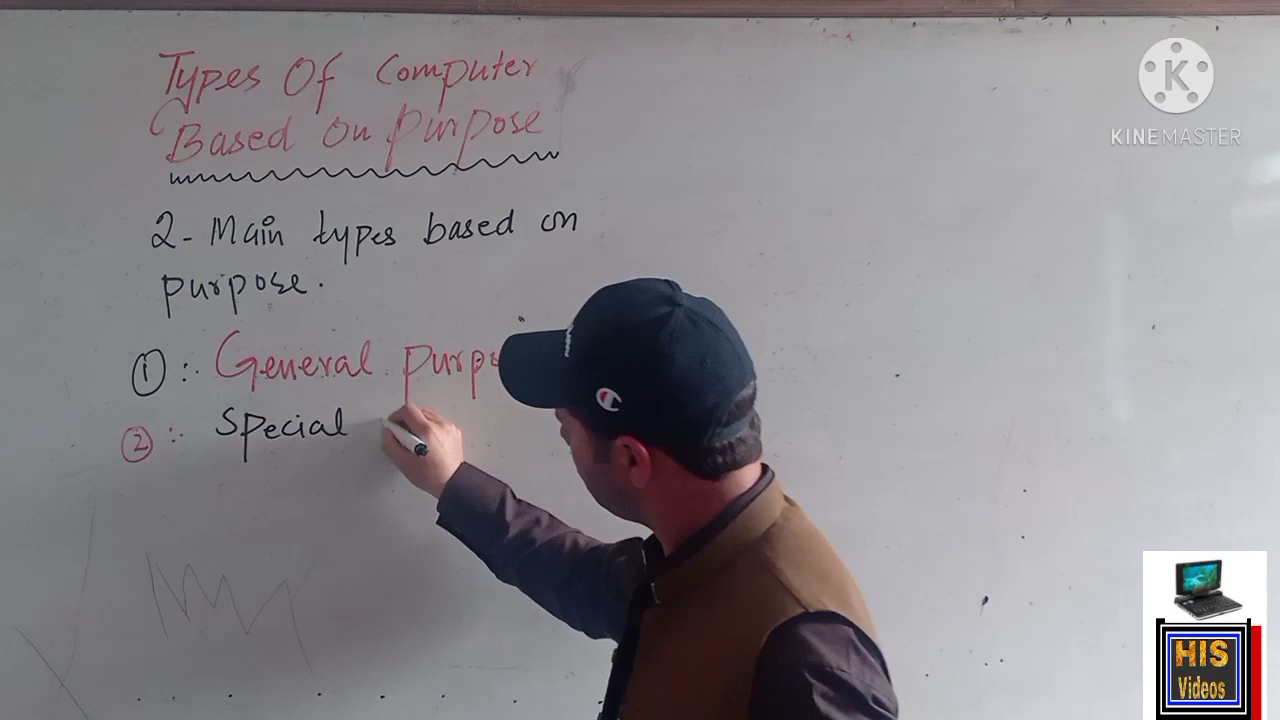 Types Of Computer
Based On Purpose
2- Main types based on
purpose.
① :. General purpo
② :. Special
KINEMASTER
HIS
Videos